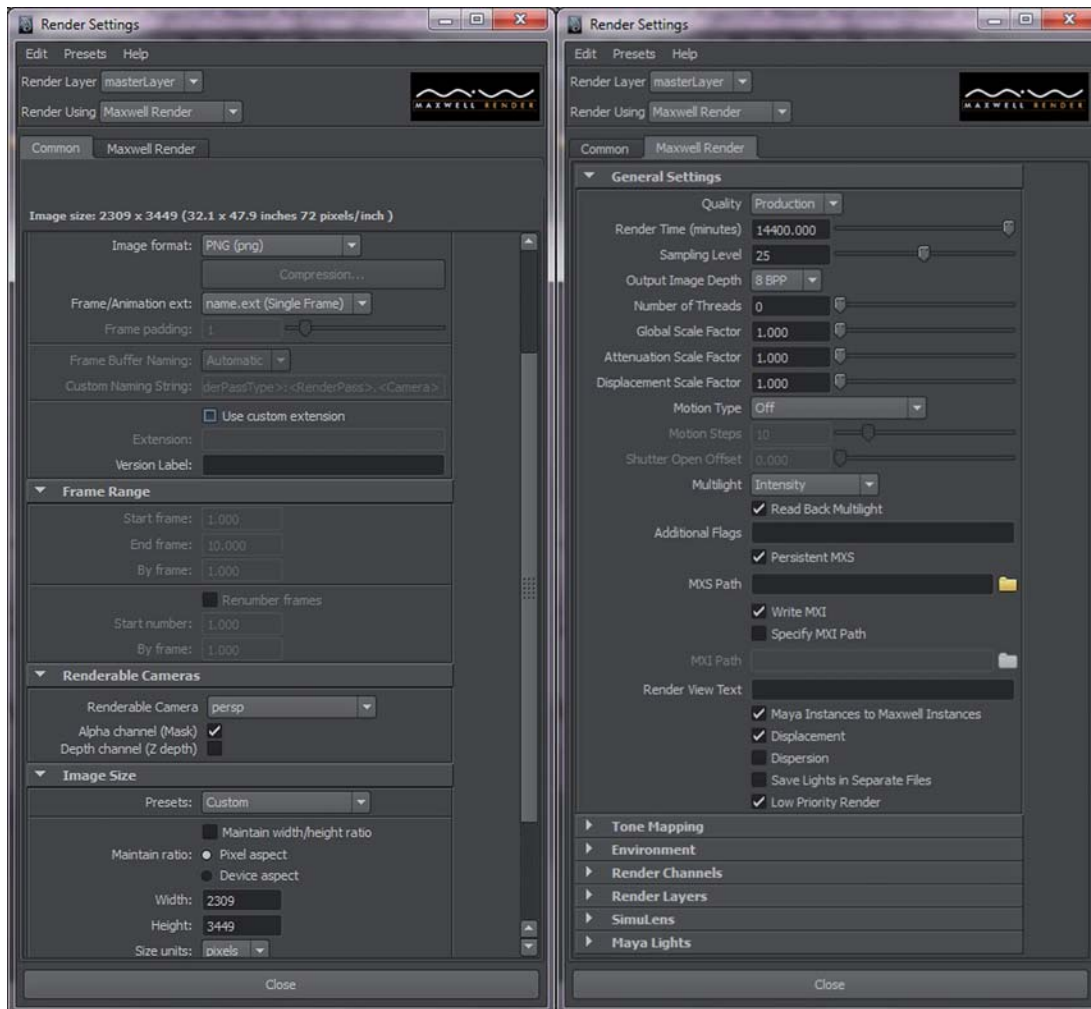 Render Settings
Edit Presets Help
Render Layer masterLayer
Render Using Maxwell Render
MAXWELL RENDER
Common Maxwell Render
Image size: 2309 x 3449 (32.1 x 47.9 inches 72 pixels/inch )
Image format: PNG (png)
Compression...
Frame/Animation ext: name.ext (Single Frame)
Frame padding: 1
Frame Buffer Naming: Automatic
Custom Naming String: derPassType>:<RenderPass>.<Camera>
Use custom extension
Extension:
Version Label:
Frame Range
Start frame: 1.000
End frame: 10.000
By frame: 1.000
Renumber frames
Start number: 1.000
By frame: 1.000
Renderable Cameras
Renderable Camera persp
Alpha channel (Mask)
Depth channel (Z depth)
Image Size
Presets: Custom
Maintain width/height ratio
Maintain ratio: Pixel aspect
Device aspect
Width: 2309
Height: 3449
Size units: pixels
Close
Render Settings
Edit Presets Help
Render Layer masterLayer
Render Using Maxwell Render
MAXWELL RENDER
Common Maxwell Render
General Settings
Quality Production
Render Time (minutes) 14400.000
Sampling Level 25
Output Image Depth 8 BPP
Number of Threads 0
Global Scale Factor 1.000
Attenuation Scale Factor 1.000
Displacement Scale Factor 1.000
Motion Type Off
Motion Steps 10
Shutter Open Offset 0.000
Multilight Intensity
Read Back Multilight
Additional Flags
Persistent MXS
MXS Path
Write MXI
Specify MXI Path
MXI Path
Render View Text
Maya Instances to Maxwell Instances
Displacement
Dispersion
Save Lights in Separate Files
Low Priority Render
Tone Mapping
Environment
Render Channels
Render Layers
SimuLens
Maya Lights
Close